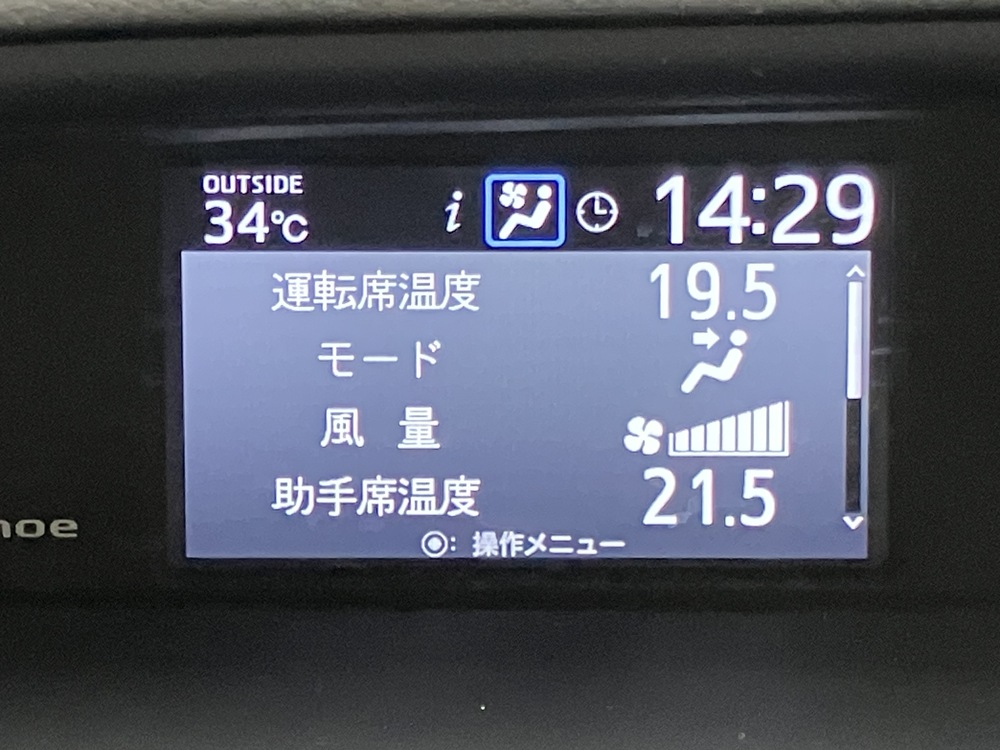 OUTSIDE
34℃
i
14:29
運転席温度 19.5
モード
風 量
助手席温度 21.5
: 操作メニュー